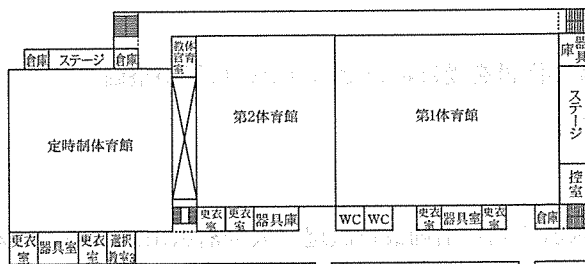 倉庫 ステージ 倉庫
体育教官室
器具庫
定時制体育館
第2体育館
第1体育館
ステージ
控室
更衣室 器具室 更衣室 選択教室3
更衣室 更衣室 器具庫
WC WC
更衣室 器具室 更衣室
倉庫